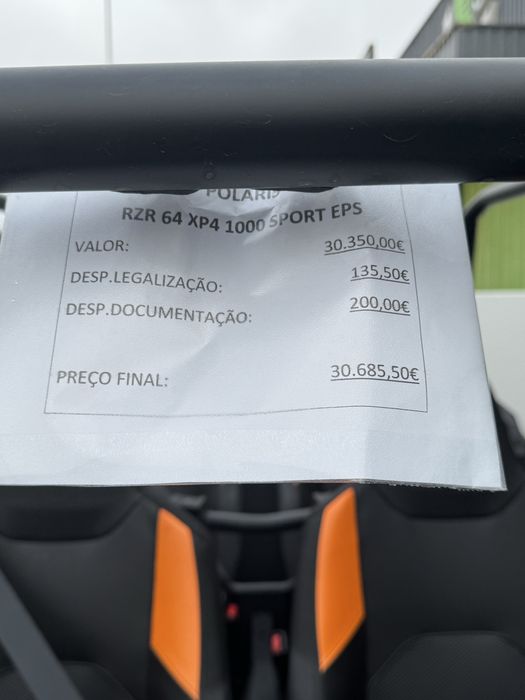 POLARIS
RZR 64 XP4 1000 SPORT EPS
VALOR: 30.350,00€
DESP.LEGALIZAÇÃO: 135,50€
DESP.DOCUMENTAÇÃO: 200,00€
PREÇO FINAL: 30.685,50€